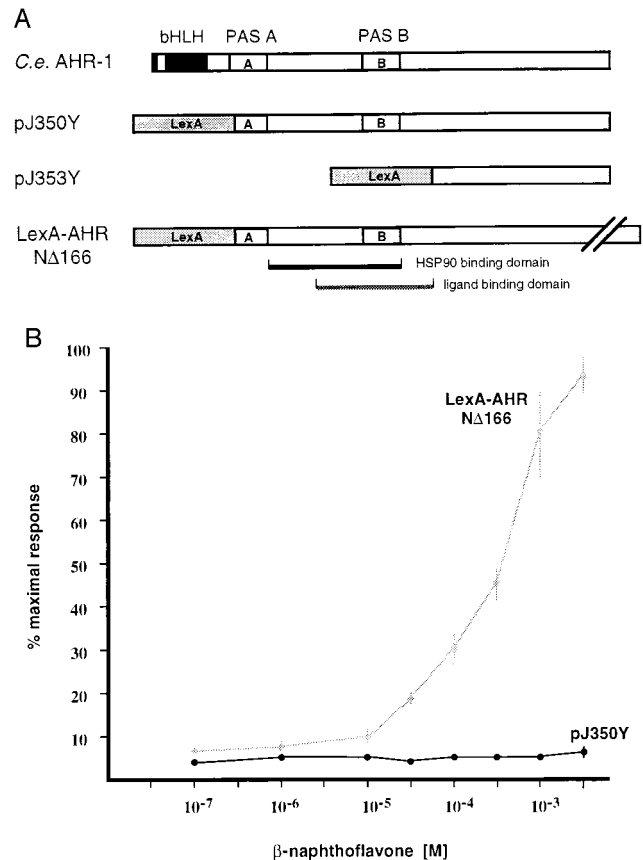 A
bHLH PAS A PAS B
C.e. AHR-1 A B
pJ350Y LexA A B
pJ353Y LexA
LexA-AHR
NΔ166 LexA A B
HSP90 binding domain
ligand binding domain
B
% maximal response
100
90
80
70
60
50
40
30
20
10
LexA-AHR
NΔ166
pJ350Y
10⁻⁷ 10⁻⁶ 10⁻⁵ 10⁻⁴ 10⁻³
β-naphthoflavone [M]